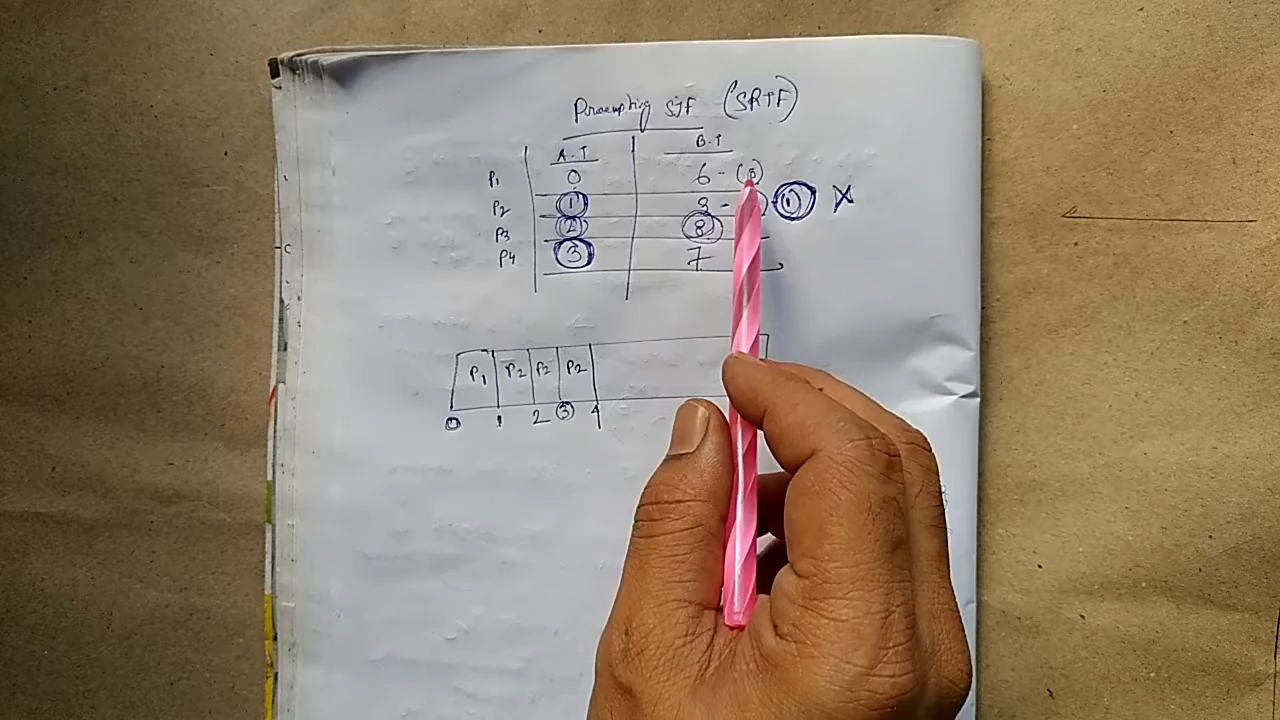 Preempting SJF (SRTF)
A.T B.T
P1 0 6 - (5)
P2 1 3 - 1 X
P3 2 8
P4 3 7
P1 P2 P2 P2
0 1 2 3 4